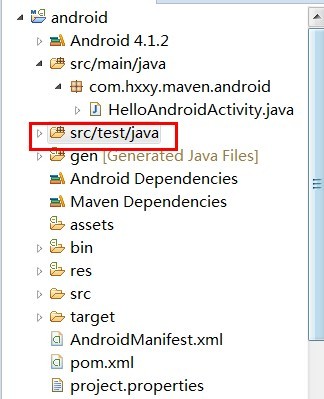 android
Android 4.1.2
src/main/java
com.hxxy.maven.android
HelloAndroidActivity.java
src/test/java
gen [Generated Java Files]
Android Dependencies
Maven Dependencies
assets
bin
res
src
target
AndroidManifest.xml
pom.xml
project.properties